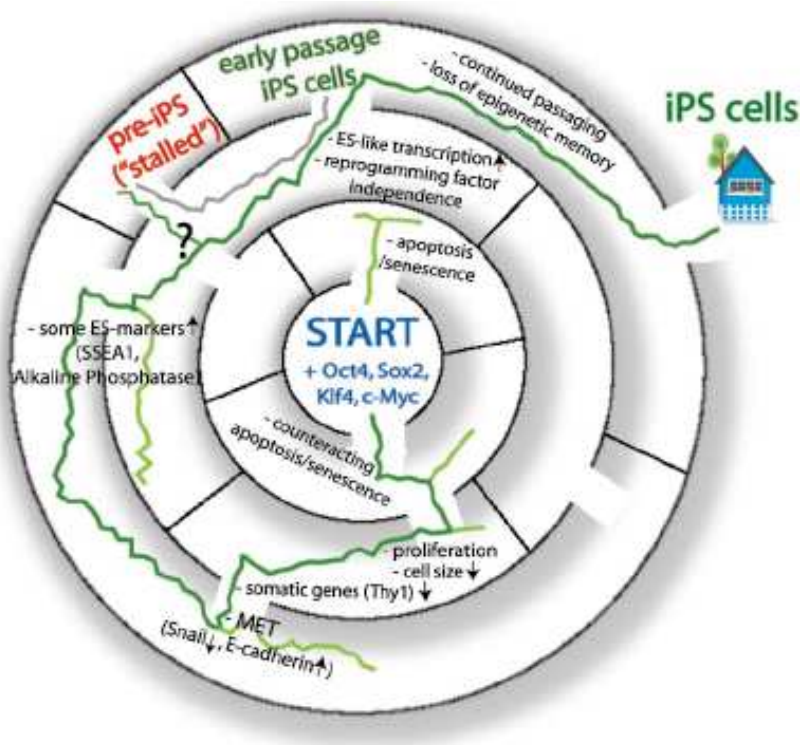 early passage
iPS cells
- continued passaging
- loss of epigenetic memory
iPS cells
pre-iPS
("stalled")
- ES-like transcription
- reprogramming factor
independence
?
- apoptosis
/senescence
START
+ Oct4, Sox2,
Klf4, c-Myc
- some ES-markers
(SSEA1,
Alkaline Phosphatase)
- counteracting
apoptosis/senescence
- proliferation
- cell size ↓
- somatic genes (Thy1) ↓
- MET
(Snail↓, E-cadherin↑)